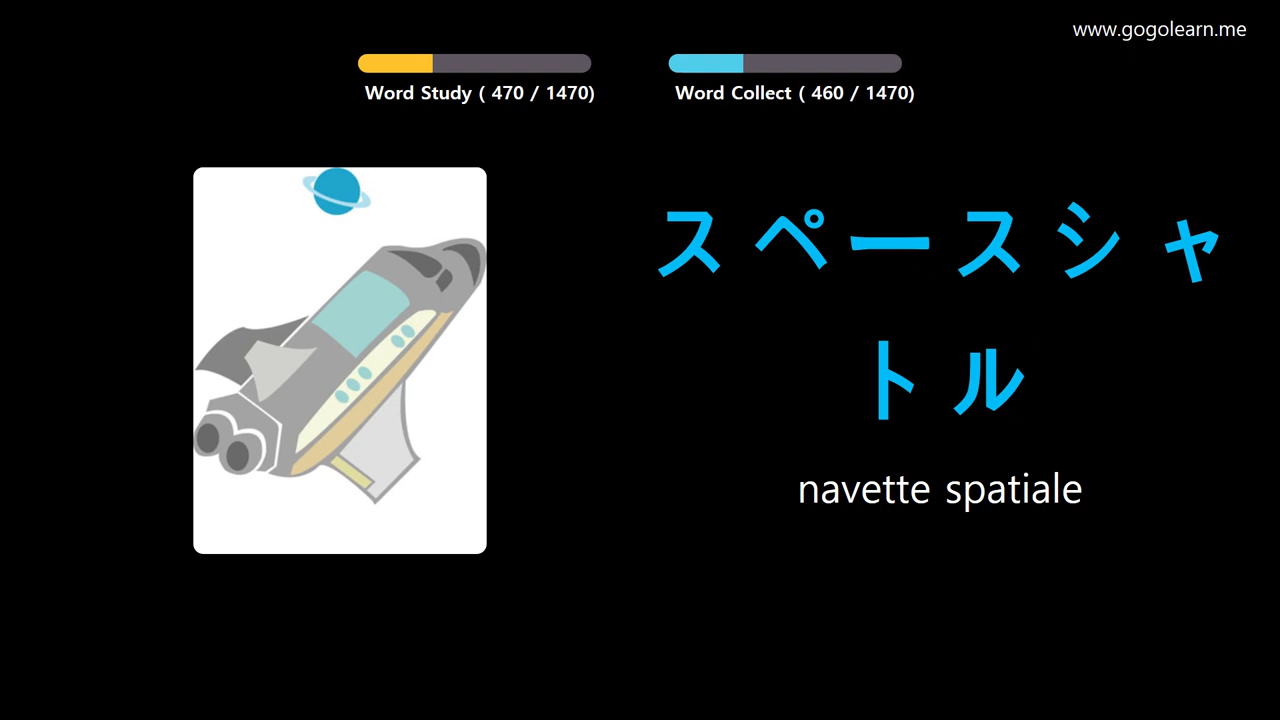 www.gogolearn.me
Word Study ( 470 / 1470)
Word Collect ( 460 / 1470)
スペースシャ
トル
navette spatiale